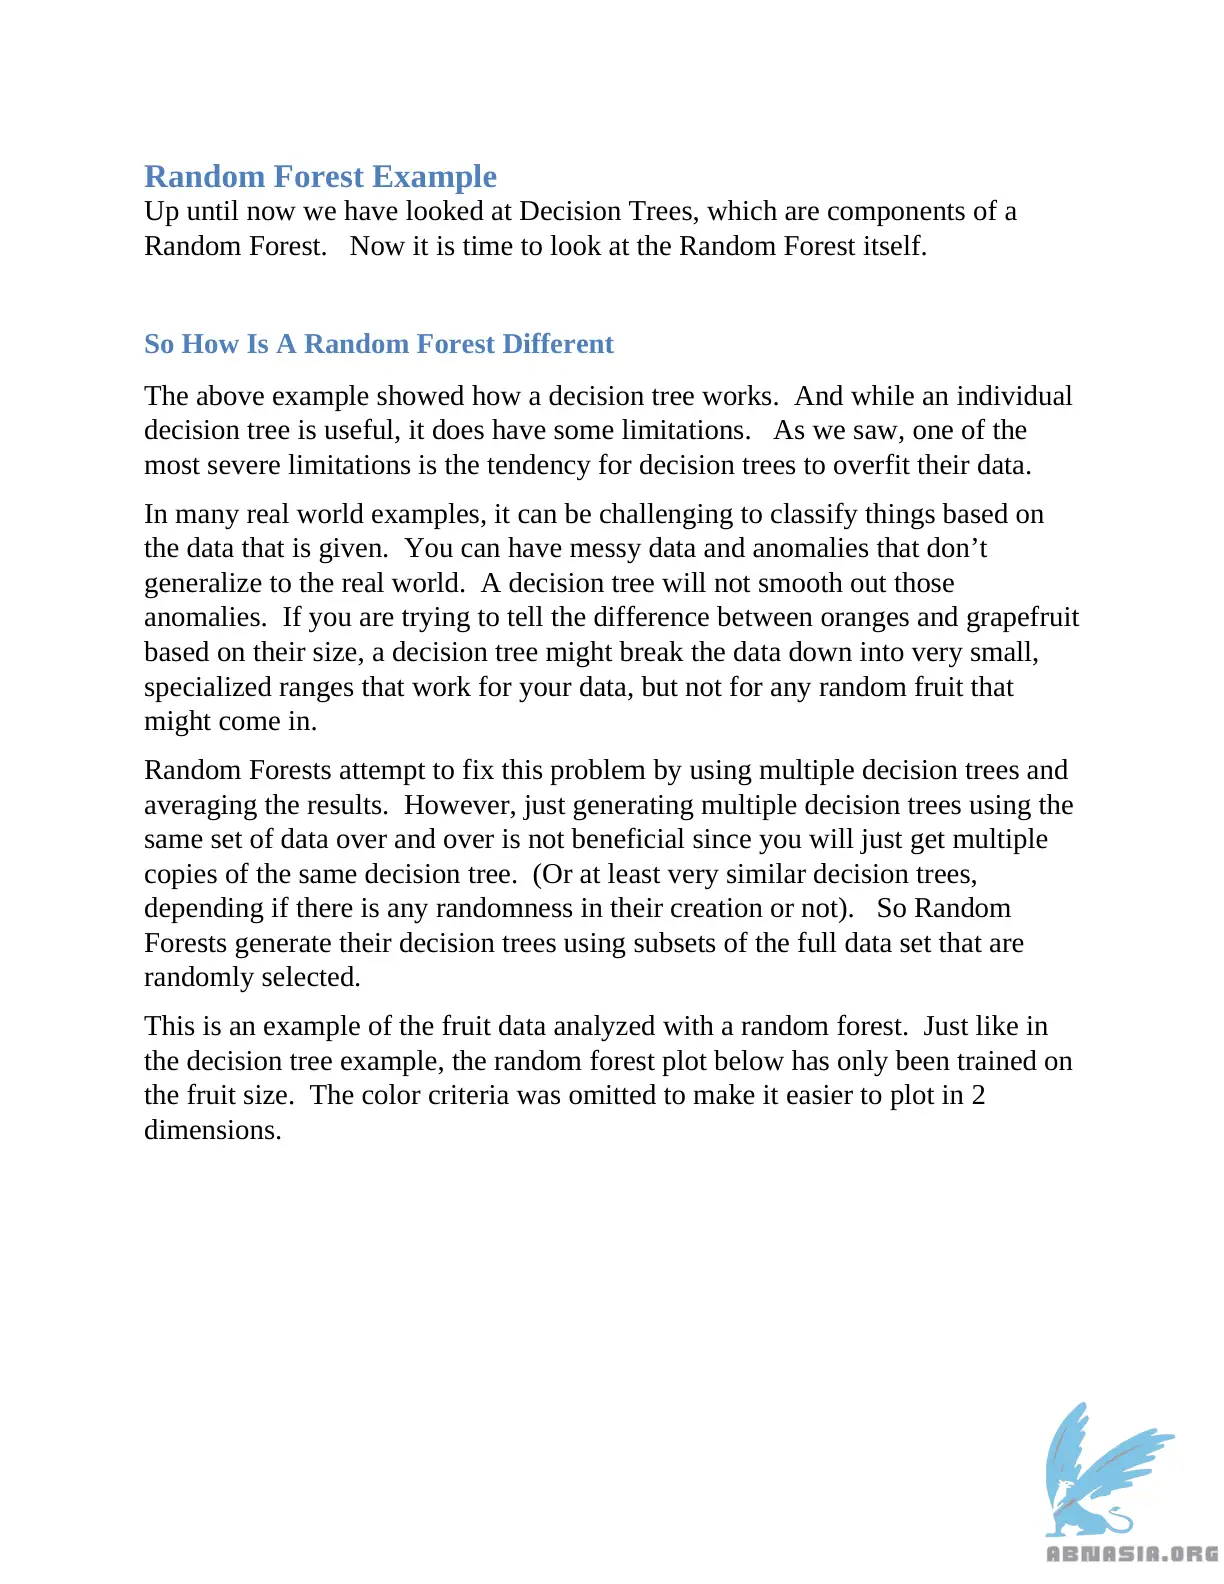 Random Forest Example
Up until now we have looked at Decision Trees, which are components of a
Random Forest.   Now it is time to look at the Random Forest itself.
So How Is A Random Forest Different
The above example showed how a decision tree works.  And while an individual
decision tree is useful, it does have some limitations.   As we saw, one of the
most severe limitations is the tendency for decision trees to overfit their data.
In many real world examples, it can be challenging to classify things based on
the data that is given.  You can have messy data and anomalies that don’t
generalize to the real world.  A decision tree will not smooth out those
anomalies.  If you are trying to tell the difference between oranges and grapefruit
based on their size, a decision tree might break the data down into very small,
specialized ranges that work for your data, but not for any random fruit that
might come in.
Random Forests attempt to fix this problem by using multiple decision trees and
averaging the results.  However, just generating multiple decision trees using the
same set of data over and over is not beneficial since you will just get multiple
copies of the same decision tree.  (Or at least very similar decision trees,
depending if there is any randomness in their creation or not).   So Random
Forests generate their decision trees using subsets of the full data set that are
randomly selected.
This is an example of the fruit data analyzed with a random forest.  Just like in
the decision tree example, the random forest plot below has only been trained on
the fruit size.  The color criteria was omitted to make it easier to plot in 2
dimensions.
ABNASIA.ORG